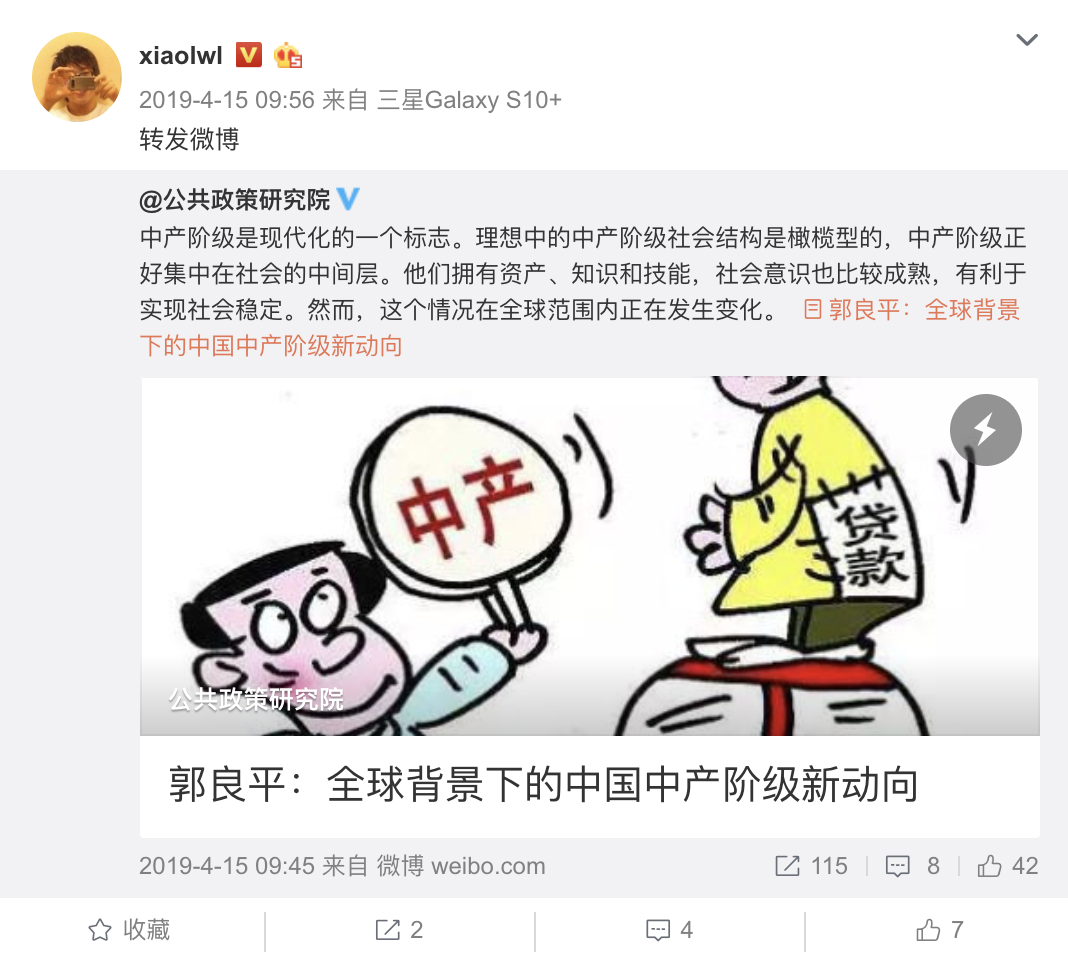 xiaolwl
2019-4-15 09:56 来自 三星Galaxy S10+
转发微博
@公共政策研究院
中产阶级是现代化的一个标志。理想中的中产阶级社会结构是橄榄型的，中产阶级正
好集中在社会的中间层。他们拥有资产、知识和技能，社会意识也比较成熟，有利于
实现社会稳定。然而，这个情况在全球范围内正在发生变化。 郭良平：全球背景
下的中国中产阶级新动向
中产
贷
款
公共政策研究院
郭良平：全球背景下的中国中产阶级新动向
2019-4-15 09:45 来自 微博 weibo.com 115 8 42
收藏 2 4 7